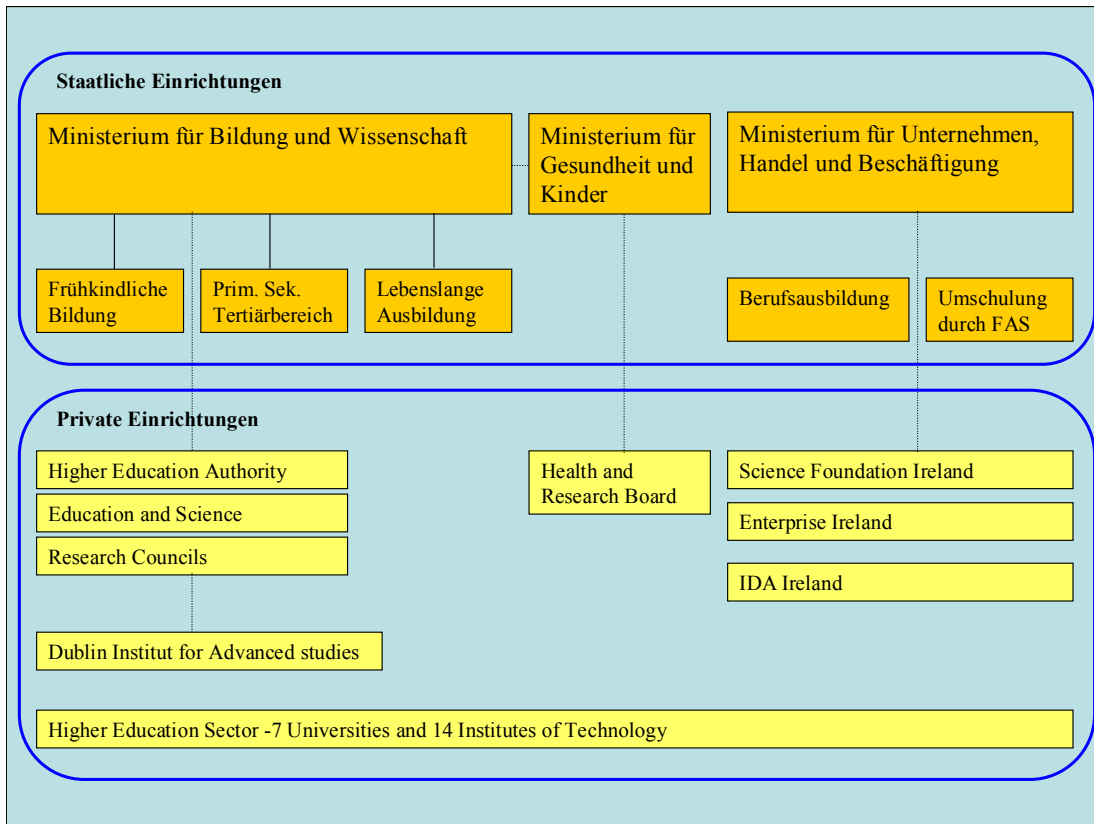 Staatliche Einrichtungen
Ministerium für Bildung und Wissenschaft
Ministerium für
Gesundheit und
Kinder
Ministerium für Unternehmen,
Handel und Beschäftigung
Frühkindliche
Bildung
Prim. Sek.
Tertiärbereich
Lebenslange
Ausbildung
Berufsausbildung
Umschulung
durch FAS
Private Einrichtungen
Higher Education Authority
Education and Science
Research Councils
Health and
Research Board
Science Foundation Ireland
Enterprise Ireland
IDA Ireland
Dublin Institut for Advanced studies
Higher Education Sector -7 Universities and 14 Institutes of Technology